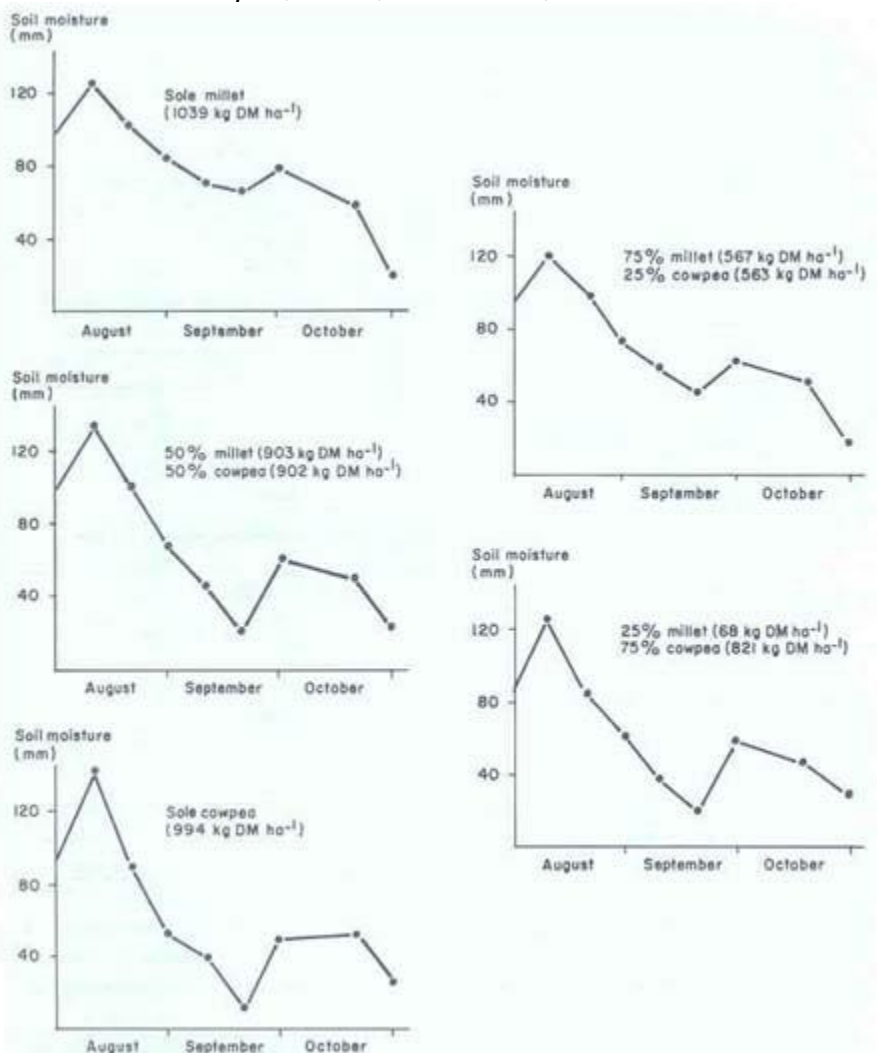 Soil moisture
(mm)
120
80
40
Sole millet
(1039 kg DM ha⁻¹)
August September October
Soil moisture
(mm)
120
80
40
75% millet (567 kg DM ha⁻¹)
25% cowpea (563 kg DM ha⁻¹)
August September October
Soil moisture
(mm)
120
80
40
50% millet (903 kg DM ha⁻¹)
50% cowpea (902 kg DM ha⁻¹)
August September October
Soil moisture
(mm)
120
80
40
25% millet (68 kg DM ha⁻¹)
75% cowpea (821 kg DM ha⁻¹)
August September October
Soil moisture
(mm)
120
80
40
Sole cowpea
(994 kg DM ha⁻¹)
August September October